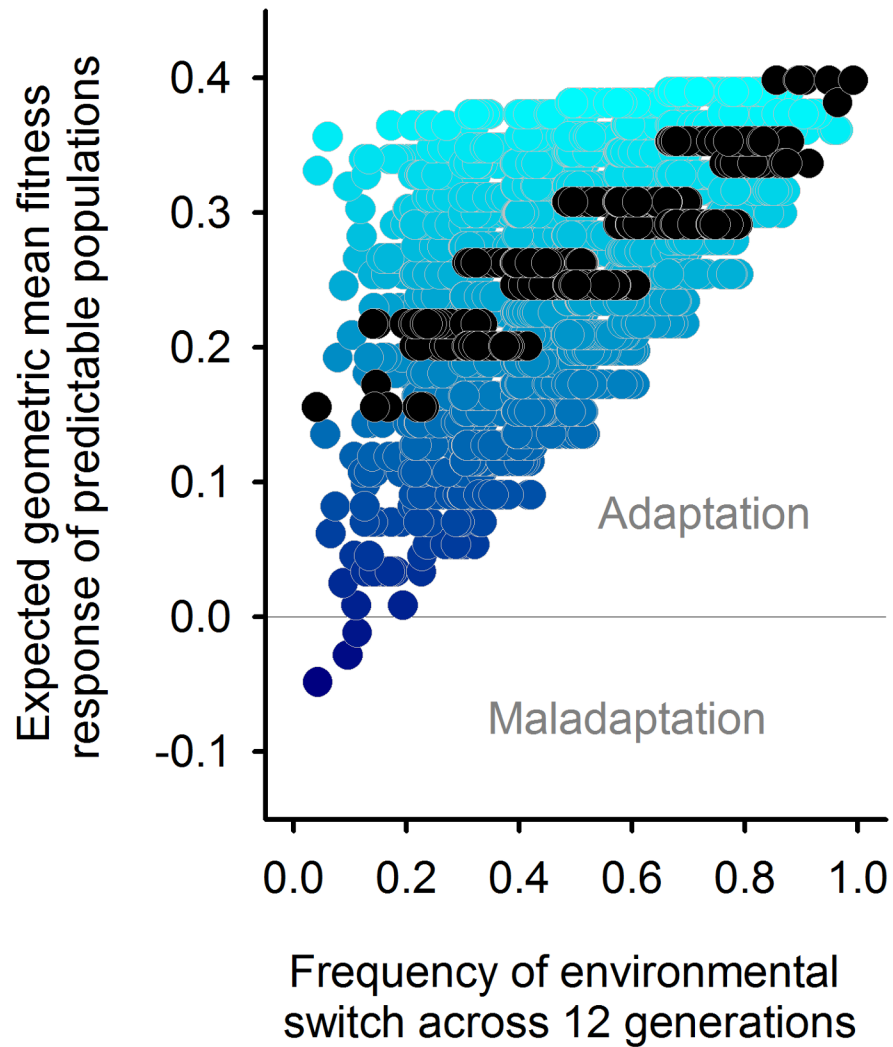 Expected geometric mean fitness
response of predictable populations
0.4
0.3
0.2
0.1
0.0
-0.1
Adaptation
Maladaptation
0.0 0.2 0.4 0.6 0.8 1.0
Frequency of environmental
switch across 12 generations